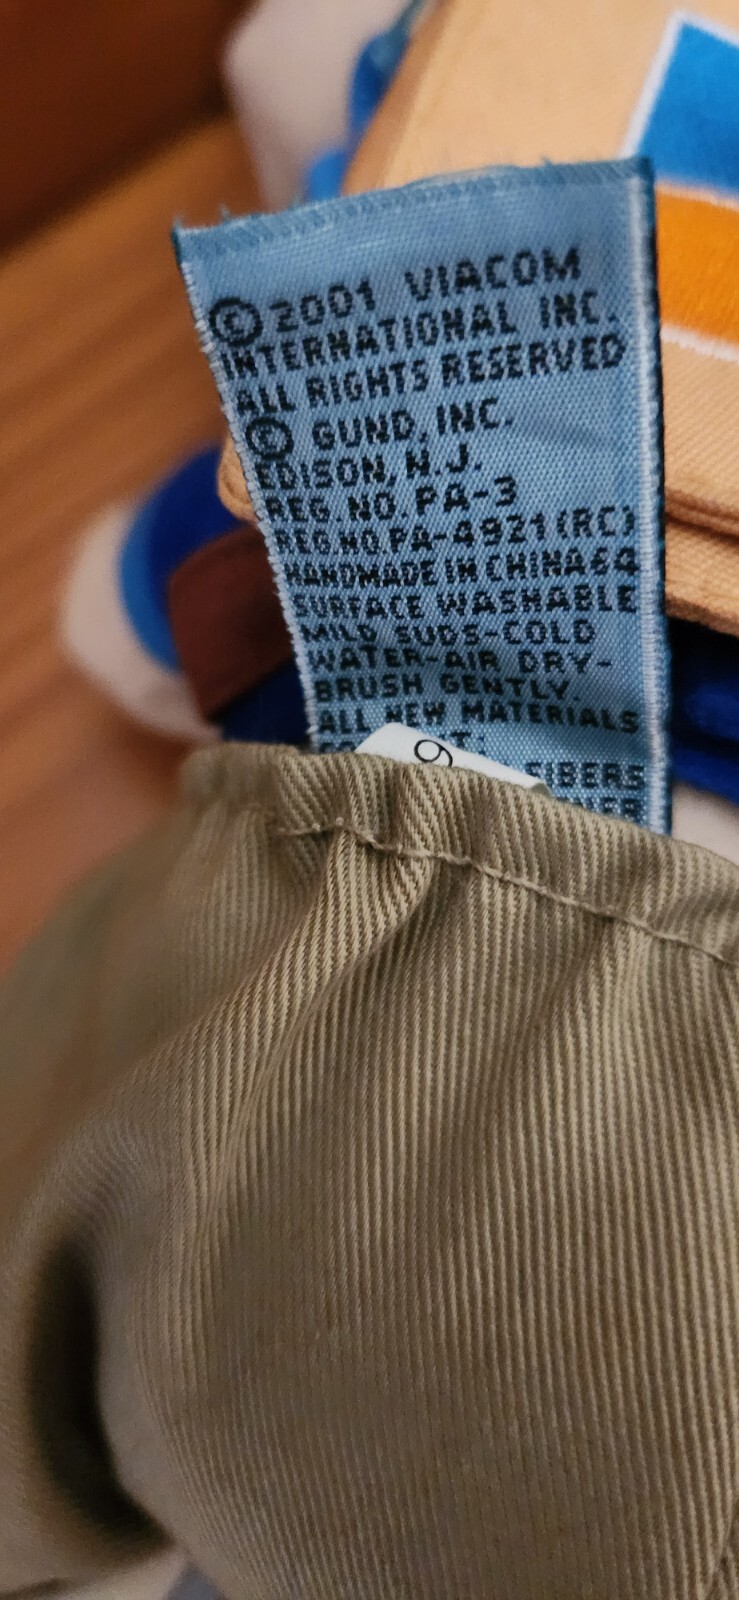 © 2001 VIACOM
INTERNATIONAL INC.
ALL RIGHTS RESERVED
© GUND, INC.
EDISON, N.J.
REG. NO. PA-3
REG.NO.PA-4921(RC)
HANDMADE IN CHINA64
SURFACE WASHABLE
MILD SUDS-COLD
WATER-AIR DRY-
BRUSH GENTLY.
ALL NEW MATERIALS
FIBERS